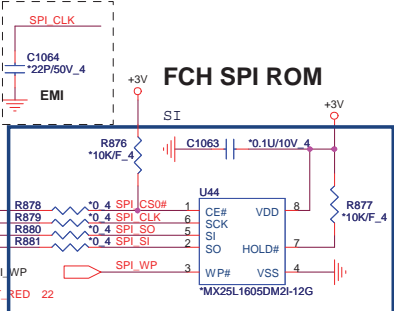 SPI_CLK
C1064
*22P/50V_4
EMI
FCH SPI ROM
+3V
+3V
SI
R876
*10K/F_4
C1063
*0.1U/10V_4
R877
*10K/F_4
U44
R878 *0_4 SPI_CS0# 1 CE# VDD 8
R879 *0_4 SPI_CLK 6 SCK
R880 *0_4 SPI_SO 5 SI
R881 *0_4 SPI_SI 2 SO HOLD# 7
_WP SPI_WP 3 WP# VSS 4
_RED 22
*MX25L1605DM2I-12G